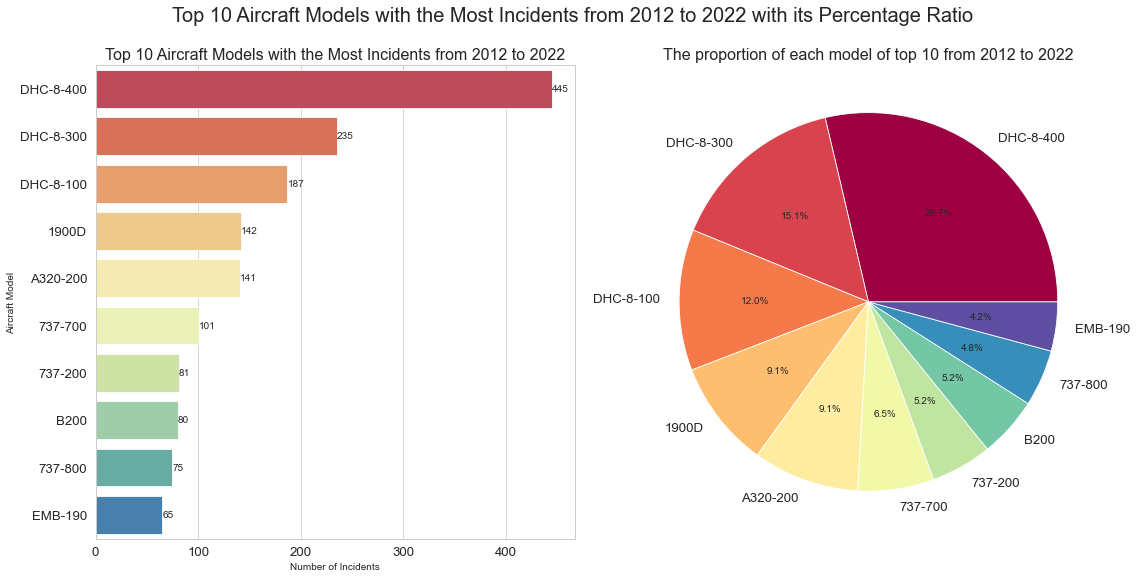 Top 10 Aircraft Models with the Most Incidents from 2012 to 2022 with its Percentage Ratio
Top 10 Aircraft Models with the Most Incidents from 2012 to 2022
Aircraft Model
DHC-8-400
445
DHC-8-300
235
DHC-8-100
187
1900D
142
A320-200
141
737-700
101
737-200
81
B200
80
737-800
75
EMB-190
65
0
100
200
300
400
Number of Incidents
The proportion of each model of top 10 from 2012 to 2022
DHC-8-400
28.7%
DHC-8-300
15.1%
DHC-8-100
12.0%
1900D
9.1%
A320-200
9.1%
737-700
6.5%
737-200
5.2%
B200
5.2%
737-800
4.8%
EMB-190
4.2%